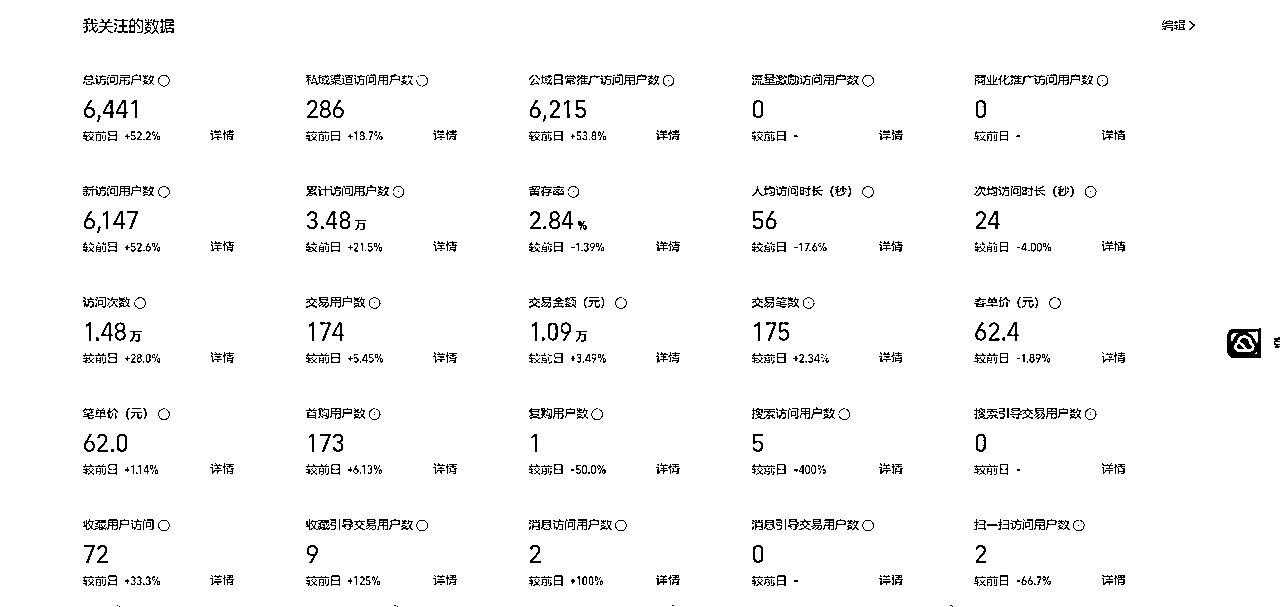 我关注的数据 编辑 >
总访问用户数 私域渠道访问用户数 公域日常推广访问用户数 流量激励访问用户数 商业化推广访问用户数
6,441 286 6,215 0 0
较前日 +52.2% 详情 较前日 +18.7% 详情 较前日 +53.8% 详情 较前日 - 详情 较前日 - 详情
新访问用户数 累计访问用户数 留存率 人均访问时长（秒） 次均访问时长（秒）
6,147 3.48万 2.84% 56 24
较前日 +52.6% 详情 较前日 +21.5% 详情 较前日 -1.39% 详情 较前日 -17.6% 详情 较前日 -4.00% 详情
访问次数 交易用户数 交易金额（元） 交易笔数 客单价（元）
1.48万 174 1.09万 175 62.4
较前日 +28.0% 详情 较前日 +5.45% 详情 较前日 +3.49% 详情 较前日 +2.34% 详情 较前日 -1.89% 详情
笔单价（元） 首购用户数 复购用户数 搜索访问用户数 搜索引导交易用户数
62.0 173 1 5 0
较前日 +1.14% 详情 较前日 +6.13% 详情 较前日 -50.0% 详情 较前日 +400% 详情 较前日 - 详情
收藏用户访问 收藏引导交易用户数 消息访问用户数 消息引导交易用户数 扫一扫访问用户数
72 9 2 0 2
较前日 +33.3% 详情 较前日 +125% 详情 较前日 +100% 详情 较前日 - 详情 较前日 -66.7% 详情